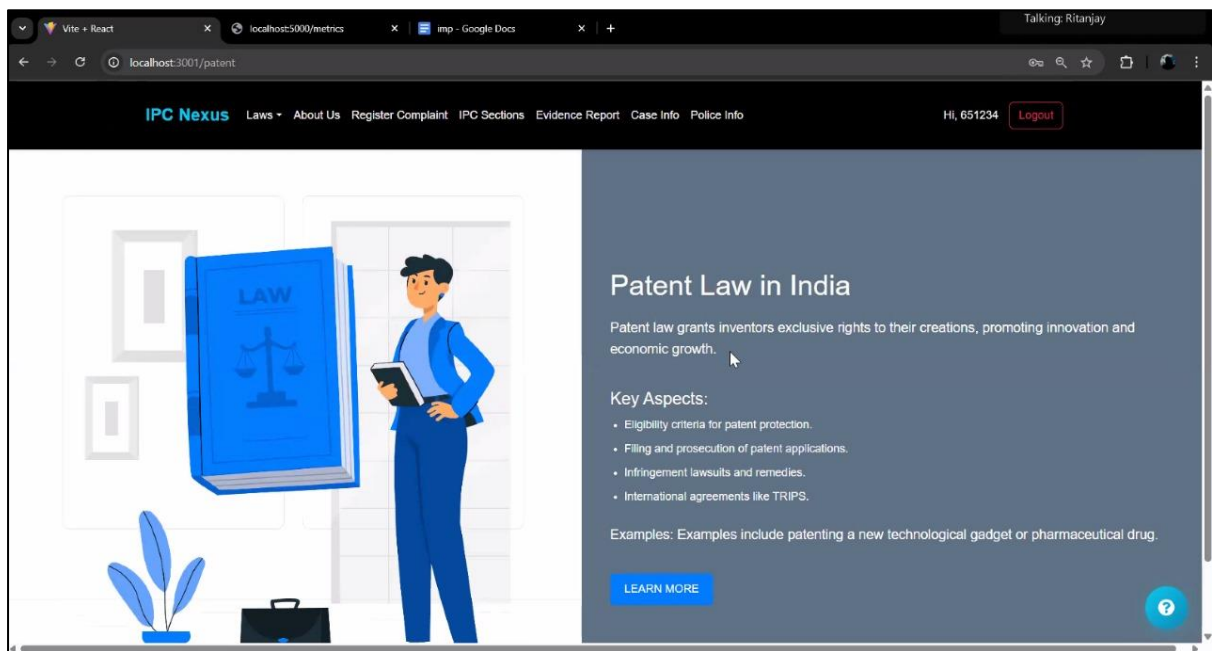 Talking: Ritanjay
Vite + React
localhost:5000/metrics
imp - Google Docs
localhost:3001/patent
IPC Nexus Laws About Us Register Complaint IPC Sections Evidence Report Case Info Police Info Hi, 651234 Logout
LAW
Patent Law in India
Patent law grants inventors exclusive rights to their creations, promoting innovation and
economic growth.
Key Aspects:
• Eligibility criteria for patent protection.
• Filing and prosecution of patent applications.
• Infringement lawsuits and remedies.
• International agreements like TRIPS.
Examples: Examples include patenting a new technological gadget or pharmaceutical drug.
LEARN MORE
?